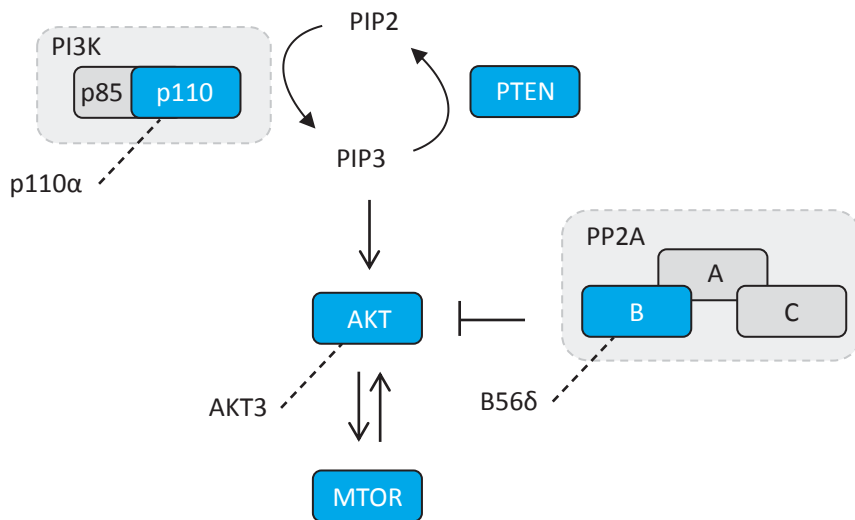 PIP2
PI3K
p85
p110
PTEN
PIP3
p110α
PP2A
A
AKT
B
C
AKT3
B56δ
MTOR